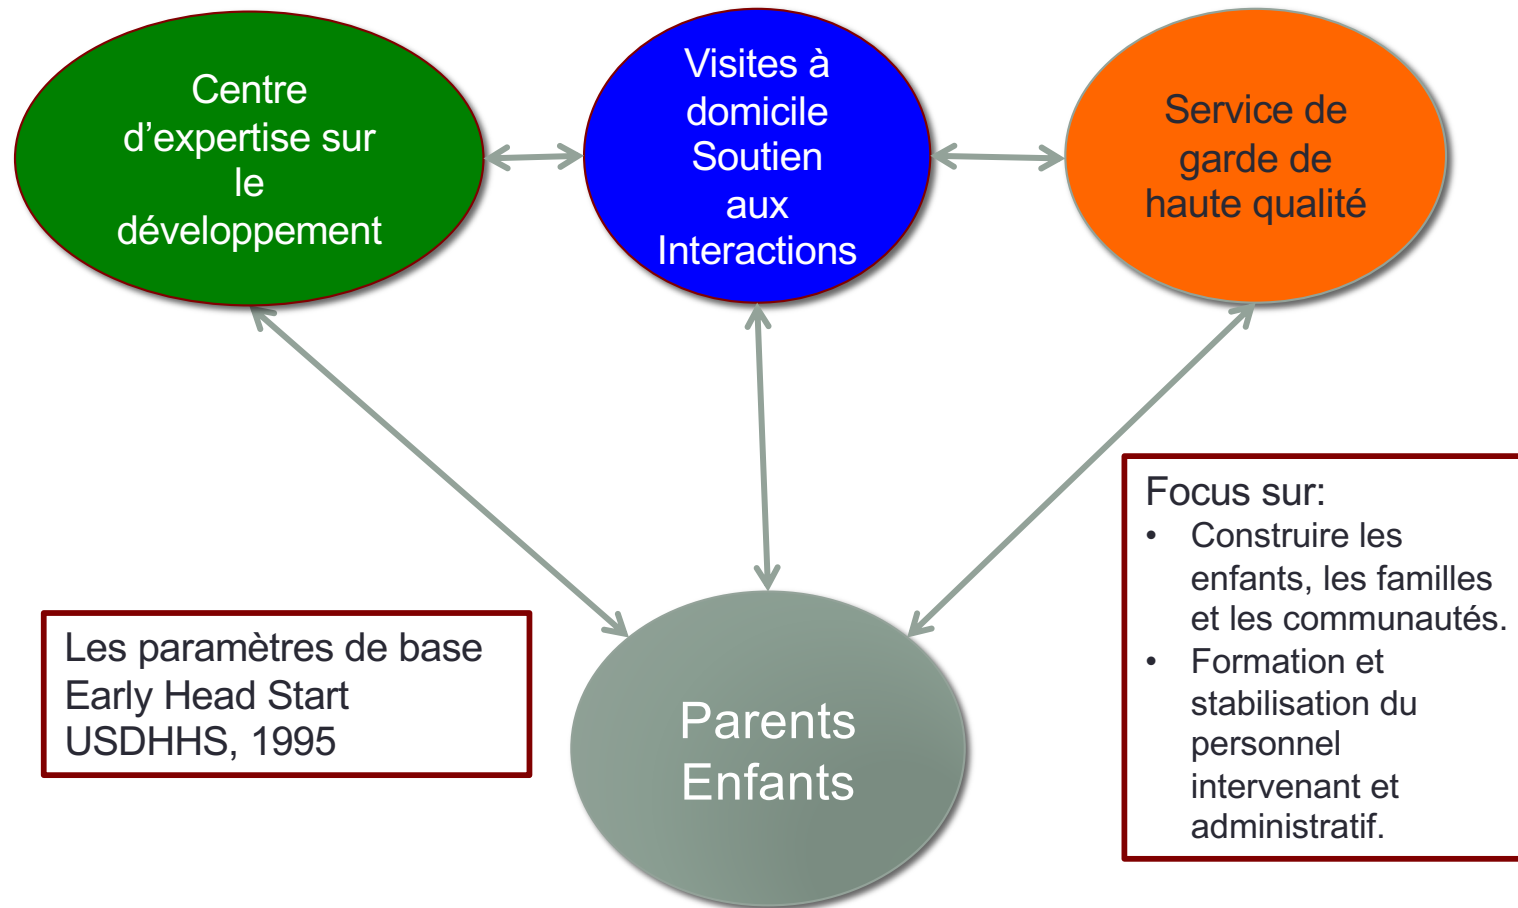 Centre
d’expertise sur
le
développement
Visites à
domicile
Soutien
aux
Interactions
Service de
garde de
haute qualité
Les paramètres de base
Early Head Start
USDHHS, 1995
Parents
Enfants
Focus sur:
• Construire les
enfants, les familles
et les communautés.
• Formation et
stabilisation du
personnel
intervenant et
administratif.